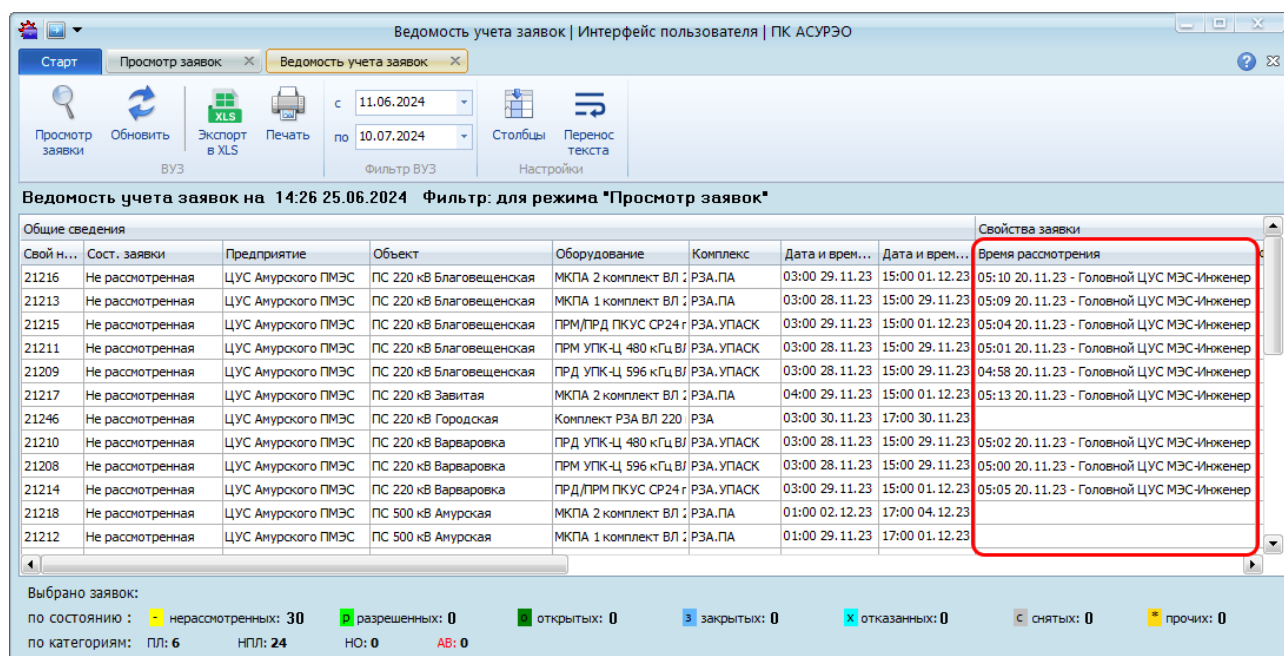 Ведомость учета заявок | Интерфейс пользователя | ПК АСУРЭО
Старт Просмотр заявок Ведомость учета заявок
Просмотр заявки Обновить Экспорт в XLS Печать с 11.06.2024 по 10.07.2024 Столбцы Перенос текста
ВУЗ Фильтр ВУЗ Настройки
Ведомость учета заявок на 14:26 25.06.2024 Фильтр: для режима "Просмотр заявок"
Общие сведения Свойства заявки
Свой н... Сост. заявки Предприятие Объект Оборудование Комплекс Дата и врем... Дата и врем... Время рассмотрения
21216 Не рассмотренная ЦУС Амурского ПМЭС ПС 220 кВ Благовещенская МКПА 2 комплект ВЛ 2 РЗА.ПА 03:00 29.11.23 15:00 01.12.23 05:10 20.11.23 - Головной ЦУС МЭС-Инженер
21213 Не рассмотренная ЦУС Амурского ПМЭС ПС 220 кВ Благовещенская МКПА 1 комплект ВЛ 2 РЗА.ПА 03:00 28.11.23 15:00 29.11.23 05:09 20.11.23 - Головной ЦУС МЭС-Инженер
21215 Не рассмотренная ЦУС Амурского ПМЭС ПС 220 кВ Благовещенская ПРМ/ПРД ПКУС СР24 г РЗА.УПАСК 03:00 29.11.23 15:00 01.12.23 05:04 20.11.23 - Головной ЦУС МЭС-Инженер
21211 Не рассмотренная ЦУС Амурского ПМЭС ПС 220 кВ Благовещенская ПРМ УПК-Ц 480 кГц ВЛ РЗА.УПАСК 03:00 28.11.23 15:00 29.11.23 05:01 20.11.23 - Головной ЦУС МЭС-Инженер
21209 Не рассмотренная ЦУС Амурского ПМЭС ПС 220 кВ Благовещенская ПРД УПК-Ц 596 кГц ВЛ РЗА.УПАСК 03:00 28.11.23 15:00 29.11.23 04:58 20.11.23 - Головной ЦУС МЭС-Инженер
21217 Не рассмотренная ЦУС Амурского ПМЭС ПС 220 кВ Завитая МКПА 2 комплект ВЛ 2 РЗА.ПА 04:00 29.11.23 15:00 01.12.23 05:13 20.11.23 - Головной ЦУС МЭС-Инженер
21246 Не рассмотренная ЦУС Амурского ПМЭС ПС 220 кВ Городская Комплект РЗА ВЛ 220 РЗА 03:00 30.11.23 17:00 30.11.23
21210 Не рассмотренная ЦУС Амурского ПМЭС ПС 220 кВ Варваровка ПРД УПК-Ц 480 кГц ВЛ РЗА.УПАСК 03:00 28.11.23 15:00 29.11.23 05:02 20.11.23 - Головной ЦУС МЭС-Инженер
21208 Не рассмотренная ЦУС Амурского ПМЭС ПС 220 кВ Варваровка ПРМ УПК-Ц 596 кГц ВЛ РЗА.УПАСК 03:00 28.11.23 15:00 29.11.23 05:00 20.11.23 - Головной ЦУС МЭС-Инженер
21214 Не рассмотренная ЦУС Амурского ПМЭС ПС 220 кВ Варваровка ПРД/ПРМ ПКУС СР24 г РЗА.УПАСК 03:00 29.11.23 15:00 01.12.23 05:05 20.11.23 - Головной ЦУС МЭС-Инженер
21218 Не рассмотренная ЦУС Амурского ПМЭС ПС 500 кВ Амурская МКПА 2 комплект ВЛ 2 РЗА.ПА 01:00 02.12.23 17:00 04.12.23
21212 Не рассмотренная ЦУС Амурского ПМЭС ПС 500 кВ Амурская МКПА 1 комплект ВЛ 2 РЗА.ПА 01:00 29.11.23 17:00 01.12.23
Выбрано заявок:
по состоянию : - нерассмотренных: 30 р разрешенных: 0 о открытых: 0 з закрытых: 0 х отказанных: 0 с снятых: 0 * прочих: 0
по категориям: ПЛ: 6 НПЛ: 24 НО: 0 АВ: 0